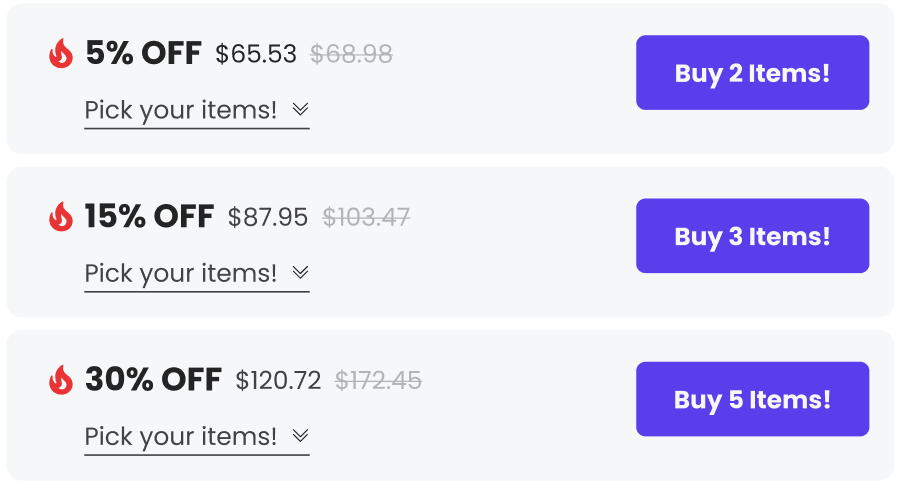 5% OFF $65.53 $68.98
Buy 2 Items!
Pick your items!
15% OFF $87.95 $103.47
Buy 3 Items!
Pick your items!
30% OFF $120.72 $172.45
Buy 5 Items!
Pick your items!